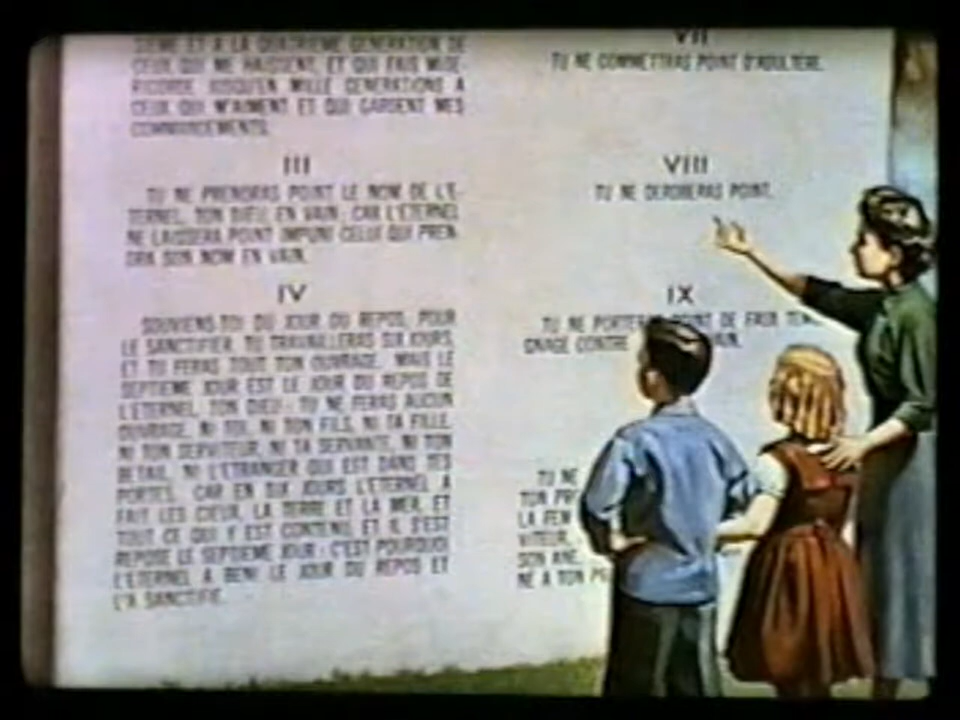 SIÈME ET À LA QUATRIÈME GÉNÉRATION DE
CEUX QUI ME HAÏSSENT, ET QUI FAIS MISÉ-
RICORDE JUSQU'EN MILLE GÉNÉRATIONS À
CEUX QUI M'AIMENT ET QUI GARDENT MES
COMMANDEMENTS.
III
TU NE PRENDRAS POINT LE NOM DE L'É-
TERNEL, TON DIEU, EN VAIN; CAR L'ÉTERNEL
NE LAISSERA POINT IMPUNI CELUI QUI PREN-
DRA SON NOM EN VAIN.
IV
SOUVIENS-TOI DU JOUR DU REPOS, POUR
LE SANCTIFIER. TU TRAVAILLERAS SIX JOURS,
ET TU FERAS TOUT TON OUVRAGE. MAIS LE
SEPTIÈME JOUR EST LE JOUR DU REPOS DE
L'ÉTERNEL, TON DIEU: TU NE FERAS AUCUN
OUVRAGE, NI TOI, NI TON FILS, NI TA FILLE,
NI TON SERVITEUR, NI TA SERVANTE, NI TON
BÉTAIL, NI L'ÉTRANGER QUI EST DANS TES
PORTES. CAR EN SIX JOURS L'ÉTERNEL A
FAIT LES CIEUX, LA TERRE ET LA MER, ET
TOUT CE QUI Y EST CONTENU, ET IL S'EST
REPOSÉ LE SEPTIÈME JOUR: C'EST POURQUOI
L'ÉTERNEL A BÉNI LE JOUR DU REPOS ET
L'A SANCTIFIÉ.
VII
TU NE COMMETTRAS POINT D'ADULTÈRE.
VIII
TU NE DÉROBERAS POINT.
IX
TU NE PORTERAS POINT DE FAUX TÉM
GNAGE CONTRE AIN.
TU NE
TON PR
LA FEM
VITEUR,
SON ÂNE,
NE À TON PR